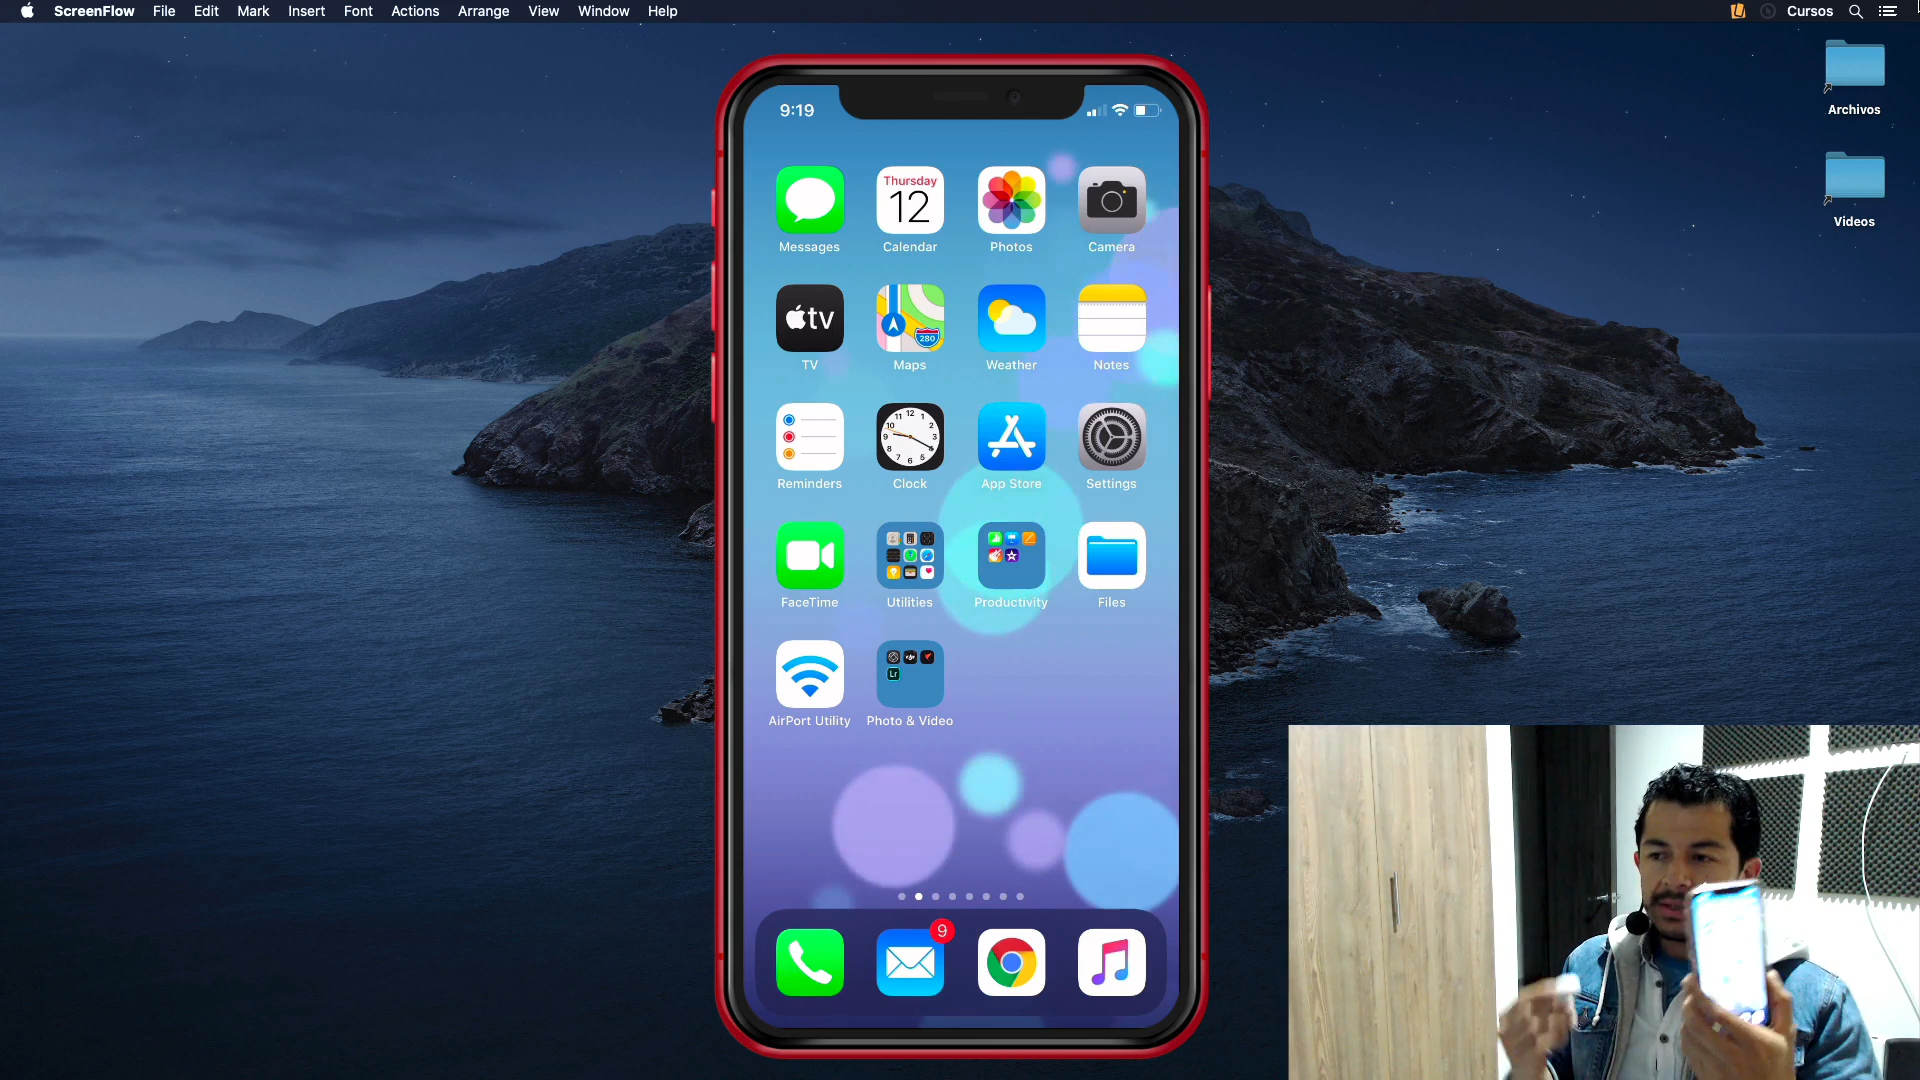 ScreenFlow File Edit Mark Insert Font Actions Arrange View Window Help Cursos
Archivos
Videos
9:19
Thursday
12
Messages Calendar Photos Camera
tv
280
TV Maps Weather Notes
Reminders Clock App Store Settings
FaceTime Utilities Productivity Files
Lr
AirPort Utility Photo & Video
9